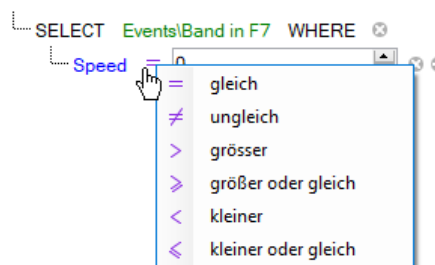 SELECT Events\Band in F7 WHERE
Speed = 0
= gleich
≠ ungleich
> grösser
⩾ größer oder gleich
< kleiner
⩽ kleiner oder gleich